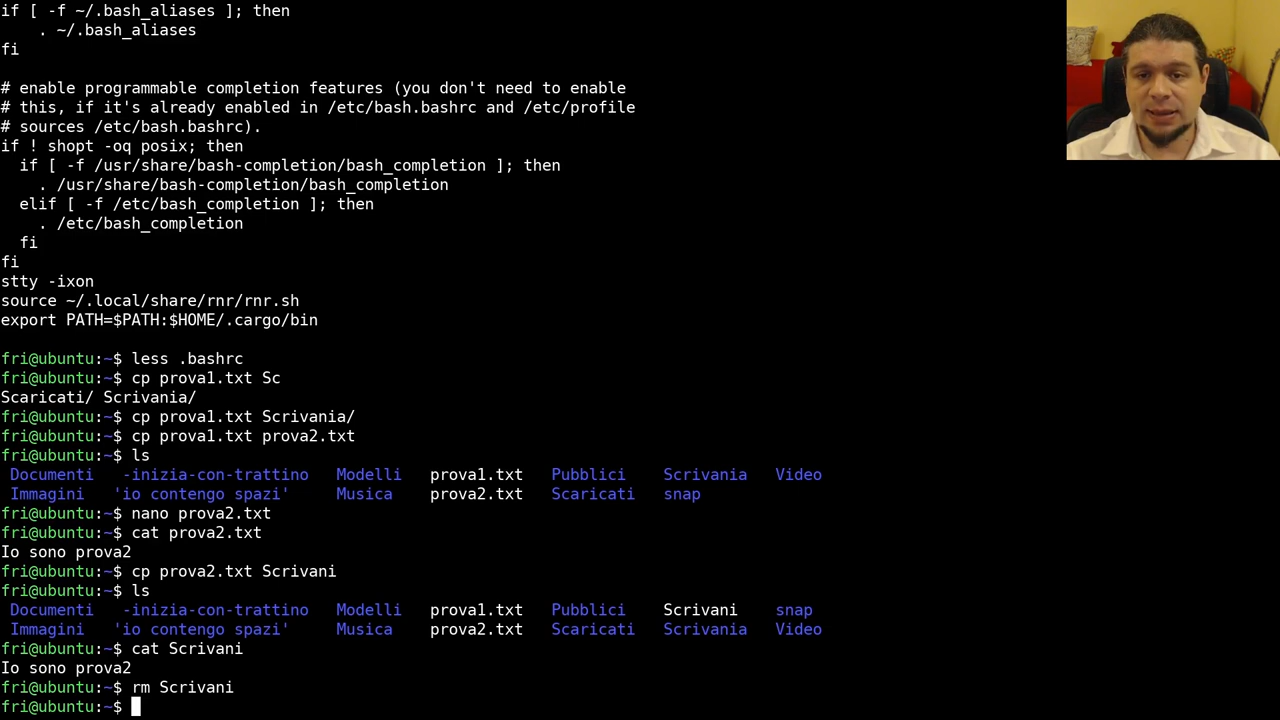 if [ -f ~/.bash_aliases ]; then
    . ~/.bash_aliases
fi

# enable programmable completion features (you don't need to enable
# this, if it's already enabled in /etc/bash.bashrc and /etc/profile
# sources /etc/bash.bashrc).
if ! shopt -oq posix; then
  if [ -f /usr/share/bash-completion/bash_completion ]; then
    . /usr/share/bash-completion/bash_completion
  elif [ -f /etc/bash_completion ]; then
    . /etc/bash_completion
  fi
fi
stty -ixon
source ~/.local/share/rnr/rnr.sh
export PATH=$PATH:$HOME/.cargo/bin

fri@ubuntu:~$ less .bashrc
fri@ubuntu:~$ cp prova1.txt Sc
Scaricati/ Scrivania/
fri@ubuntu:~$ cp prova1.txt Scrivania/
fri@ubuntu:~$ cp prova1.txt prova2.txt
fri@ubuntu:~$ ls
 Documenti   -inizia-con-trattino   Modelli   prova1.txt   Pubblici    Scrivania   Video
 Immagini  'io contengo spazi'     Musica    prova2.txt   Scaricati   snap
fri@ubuntu:~$ nano prova2.txt
fri@ubuntu:~$ cat prova2.txt
Io sono prova2
fri@ubuntu:~$ cp prova2.txt Scrivani
fri@ubuntu:~$ ls
 Documenti   -inizia-con-trattino   Modelli   prova1.txt   Pubblici    Scrivani    snap
 Immagini  'io contengo spazi'     Musica    prova2.txt   Scaricati   Scrivania   Video
fri@ubuntu:~$ cat Scrivani
Io sono prova2
fri@ubuntu:~$ rm Scrivani
fri@ubuntu:~$